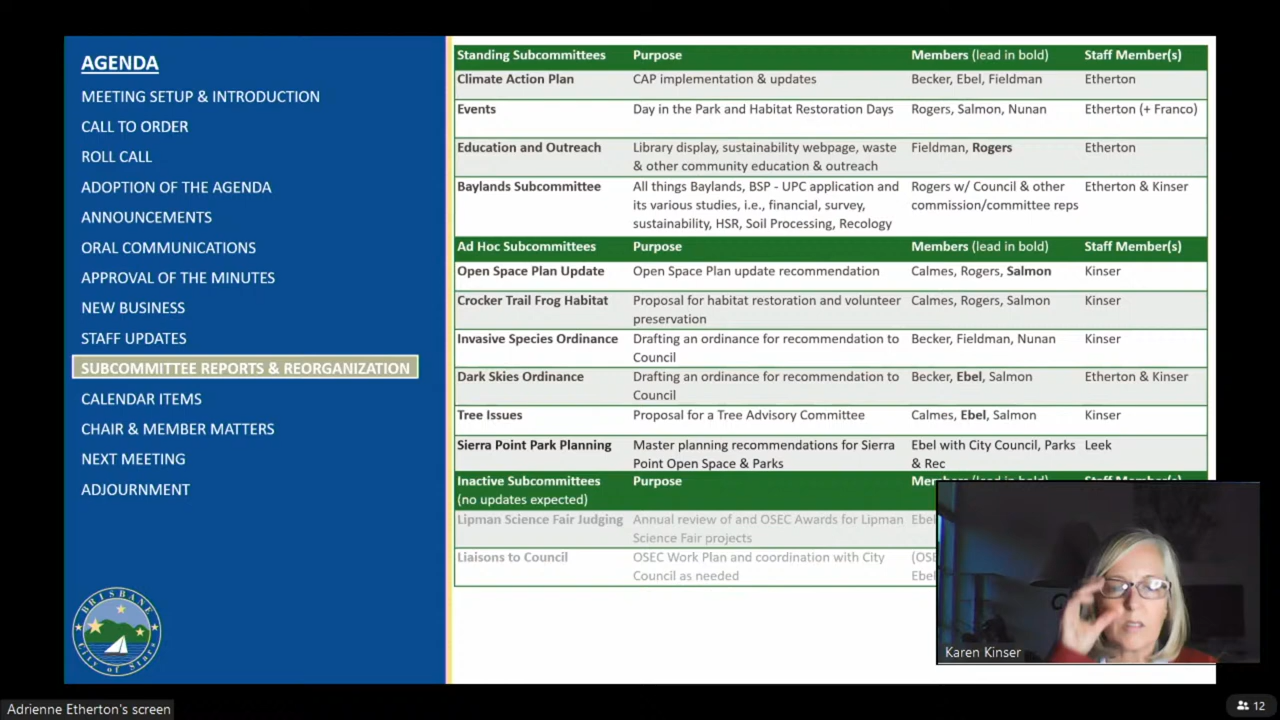 AGENDA
MEETING SETUP & INTRODUCTION
CALL TO ORDER
ROLL CALL
ADOPTION OF THE AGENDA
ANNOUNCEMENTS
ORAL COMMUNICATIONS
APPROVAL OF THE MINUTES
NEW BUSINESS
STAFF UPDATES
SUBCOMMITTEE REPORTS & REORGANIZATION
CALENDAR ITEMS
CHAIR & MEMBER MATTERS
NEXT MEETING
ADJOURNMENT
BRISBANE
City of Stars
Standing Subcommittees Purpose Members (lead in bold) Staff Member(s)
Climate Action Plan CAP implementation & updates Becker, Ebel, Fieldman Etherton
Events Day in the Park and Habitat Restoration Days Rogers, Salmon, Nunan Etherton (+ Franco)
Education and Outreach Library display, sustainability webpage, waste Fieldman, Rogers Etherton
& other community education & outreach
Baylands Subcommittee All things Baylands, BSP - UPC application and Rogers w/ Council & other Etherton & Kinser
its various studies, i.e., financial, survey, commission/committee reps
sustainability, HSR, Soil Processing, Recology
Ad Hoc Subcommittees Purpose Members (lead in bold) Staff Member(s)
Open Space Plan Update Open Space Plan update recommendation Calmes, Rogers, Salmon Kinser
Crocker Trail Frog Habitat Proposal for habitat restoration and volunteer Calmes, Rogers, Salmon Kinser
preservation
Invasive Species Ordinance Drafting an ordinance for recommendation to Becker, Fieldman, Nunan Kinser
Council
Dark Skies Ordinance Drafting an ordinance for recommendation to Becker, Ebel, Salmon Etherton & Kinser
Council
Tree Issues Proposal for a Tree Advisory Committee Calmes, Ebel, Salmon Kinser
Sierra Point Park Planning Master planning recommendations for Sierra Ebel with City Council, Parks Leek
Point Open Space & Parks & Rec
Inactive Subcommittees Purpose Members (lead in bold) Staff Member(s)
(no updates expected)
Lipman Science Fair Judging Annual review of and OSEC Awards for Lipman Ebel
Science Fair projects
Liaisons to Council OSEC Work Plan and coordination with City (OSE
Council as needed Ebel
Karen Kinser
Adrienne Etherton's screen
12